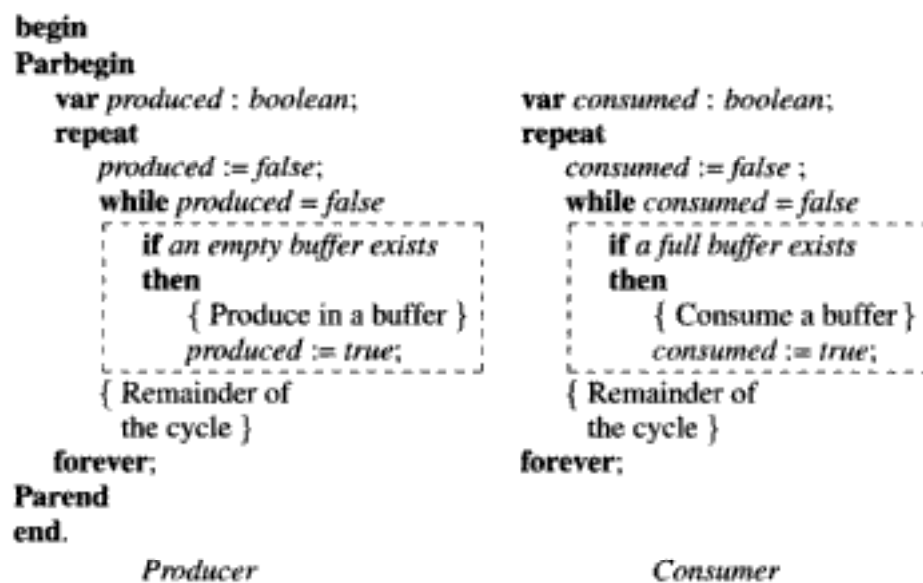 begin
Parbegin
var produced : boolean;
repeat
produced := false;
while produced = false
if an empty buffer exists
then
{ Produce in a buffer }
produced := true;
{ Remainder of
the cycle }
forever;
Parend
end.
Producer
var consumed : boolean;
repeat
consumed := false ;
while consumed = false
if a full buffer exists
then
{ Consume a buffer }
consumed := true;
{ Remainder of
the cycle }
forever;
Consumer